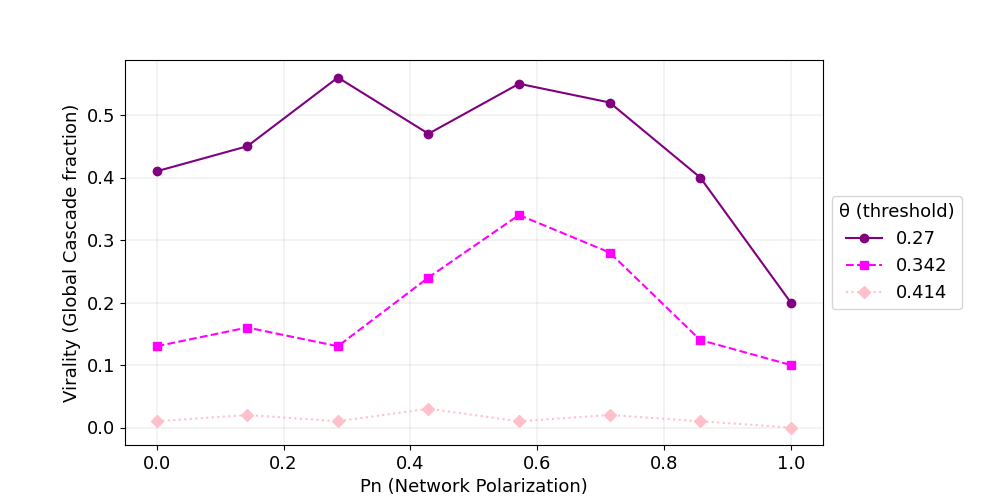 Virality (Global Cascade fraction)
0.5
0.4
0.3
0.2
0.1
0.0
0.0 0.2 0.4 0.6 0.8 1.0
Pn (Network Polarization)
θ (threshold)
0.27
0.342
0.414